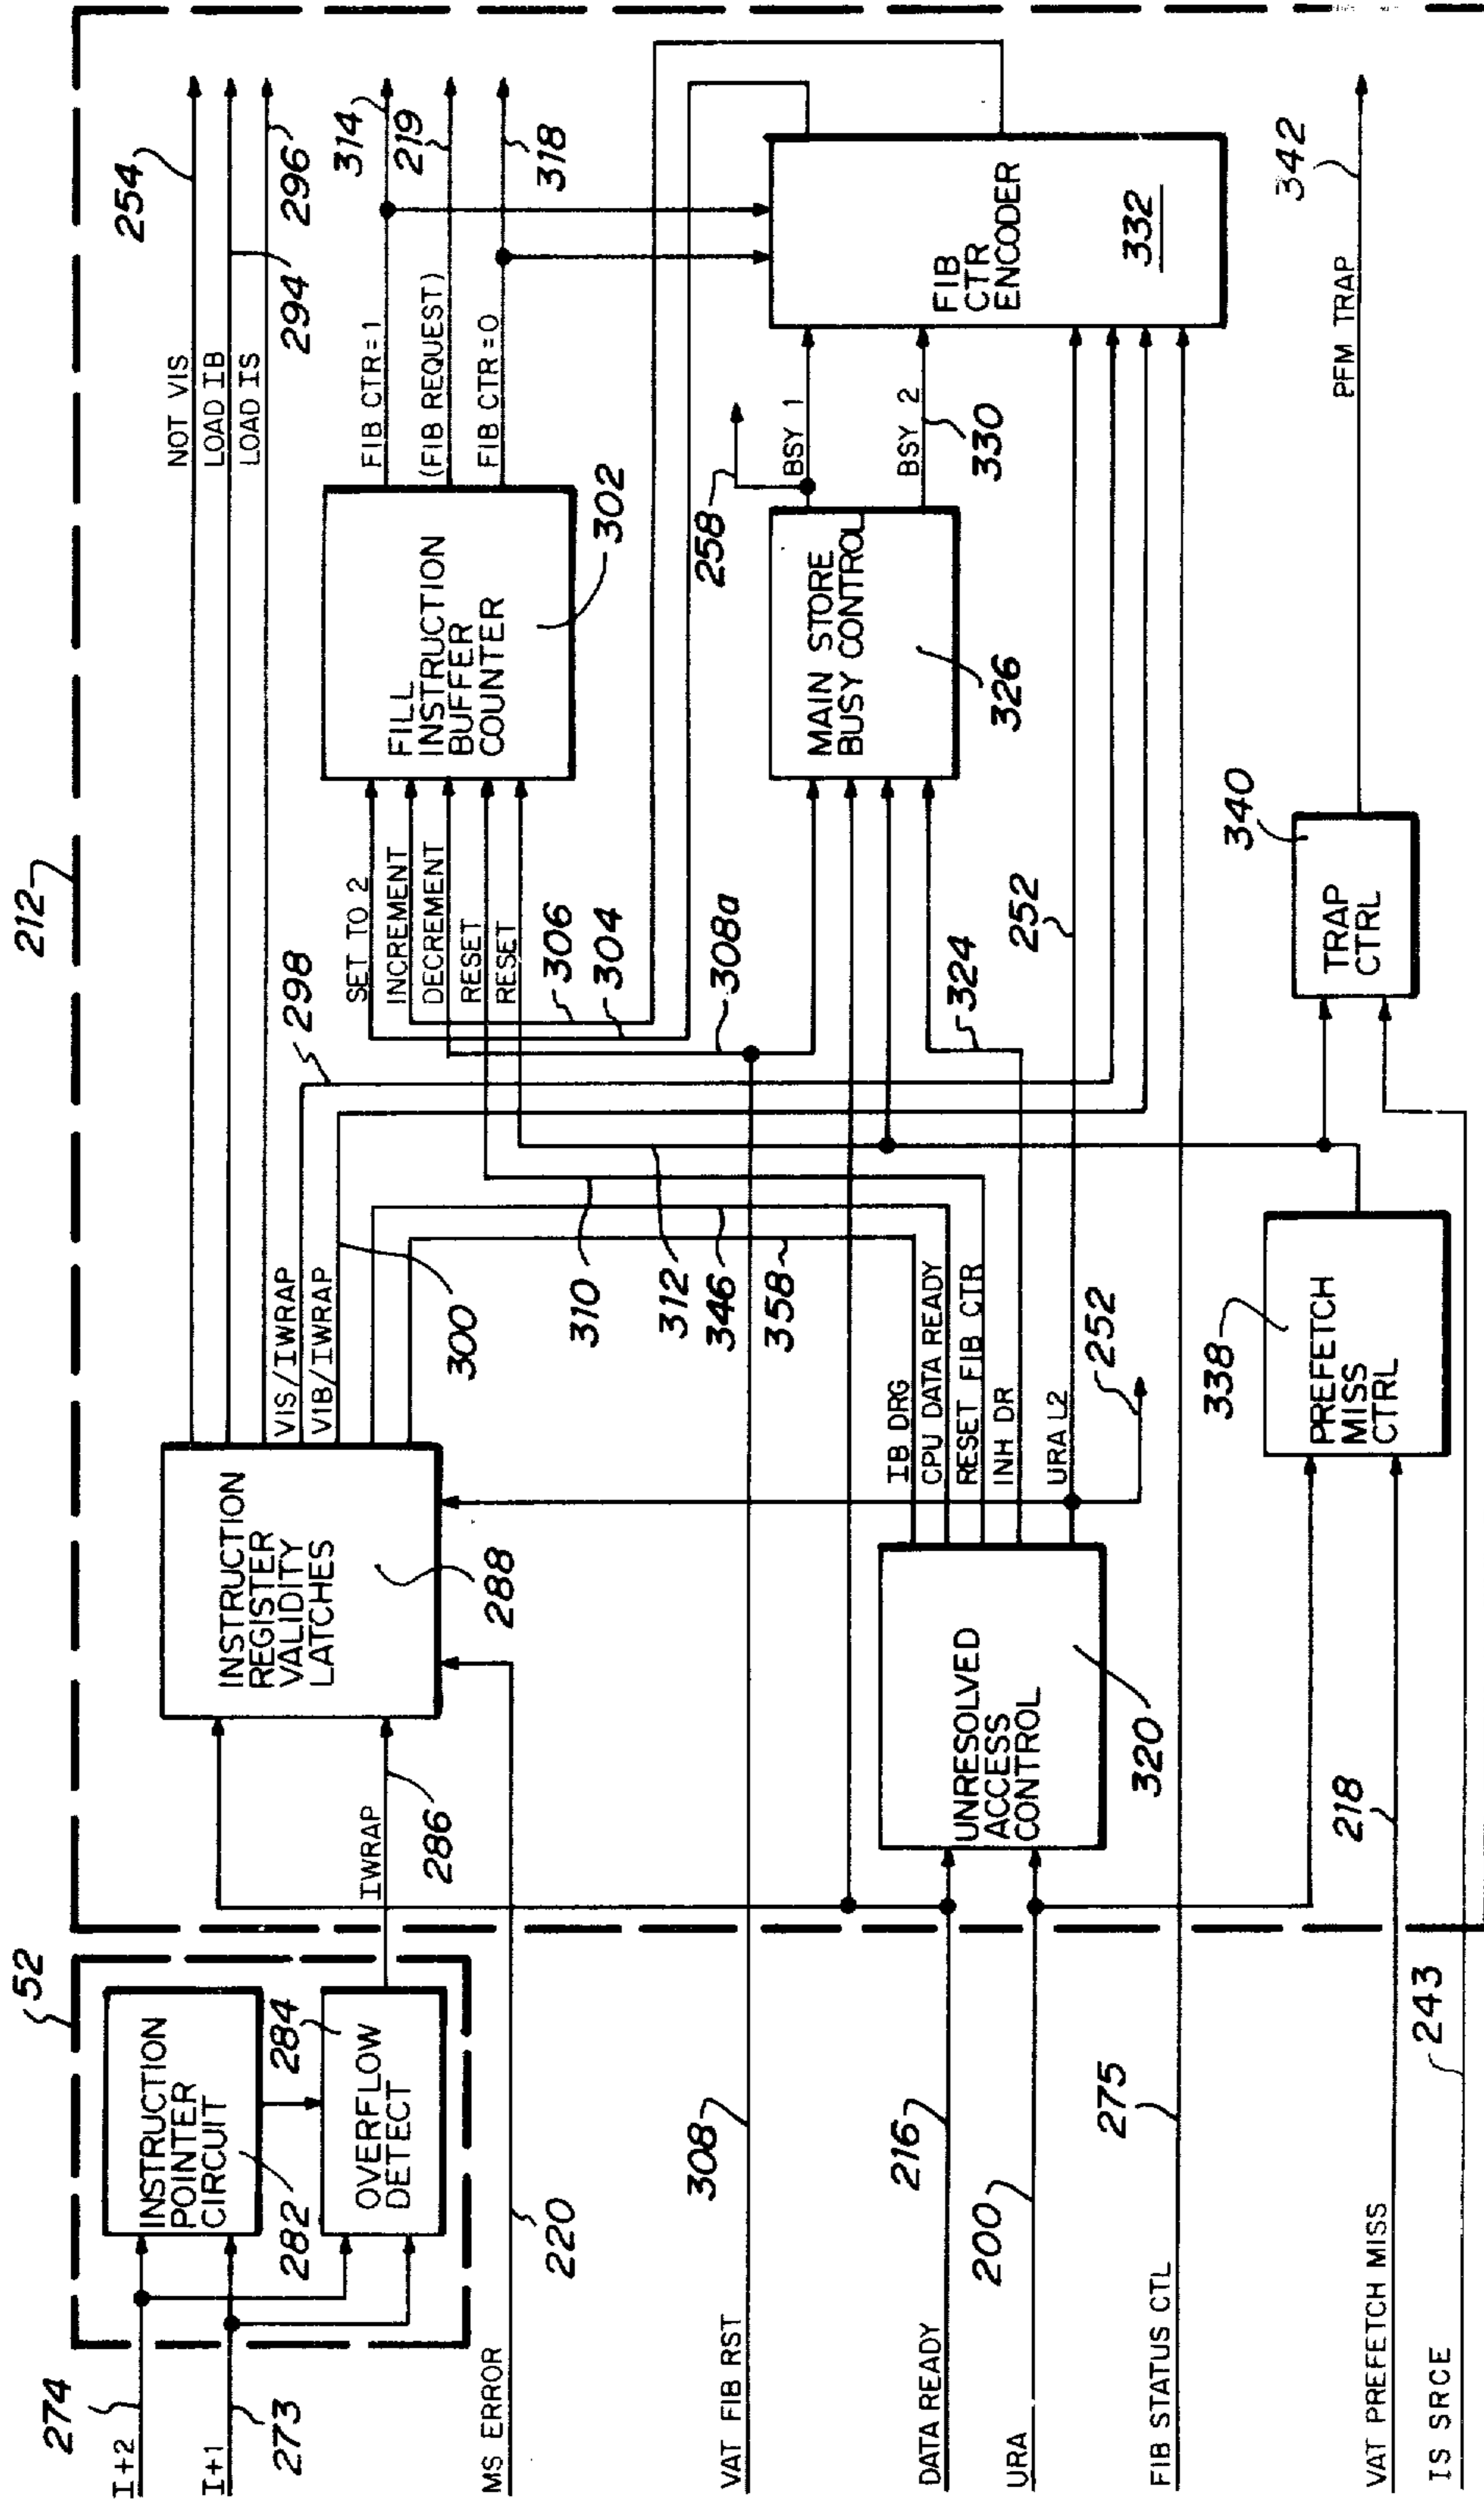 212
52
274
I+2
I+1
273
INSTRUCTION
POINTER
CIRCUIT
282
284
OVERFLOW
DETECT
IWRAP
286
MS ERROR
220
INSTRUCTION
REGISTER
VALIDITY
LATCHES
288
NOT VIS
LOAD IB
LOAD IS
254
294
296
VIS/IWRAP
VIB/IWRAP
298
300
SET TO 2
INCREMENT
DECREMENT
RESET
RESET
306
304
308a
FILL
INSTRUCTION
BUFFER
COUNTER
302
FIB CTR=1
(FIB REQUEST)
FIB CTR=0
314
219
318
310
312
346
358
VAT FIB RST
308
DATA READY
216
URA
200
UNRESOLVED
ACCESS
CONTROL
320
IB DRG
CPU DATA READY
RESET FIB CTR
INH DR
URA L2
252
324
252
MAIN STORE
BUSY CONTROL
326
258
BSY 1
BSY 2
330
FIB
CTR
ENCODER
332
FIB STATUS CTL
275
VAT PREFETCH MISS
218
IS SRCE
243
PREFETCH
MISS
CTRL
338
TRAP
CTRL
340
PFM TRAP
342